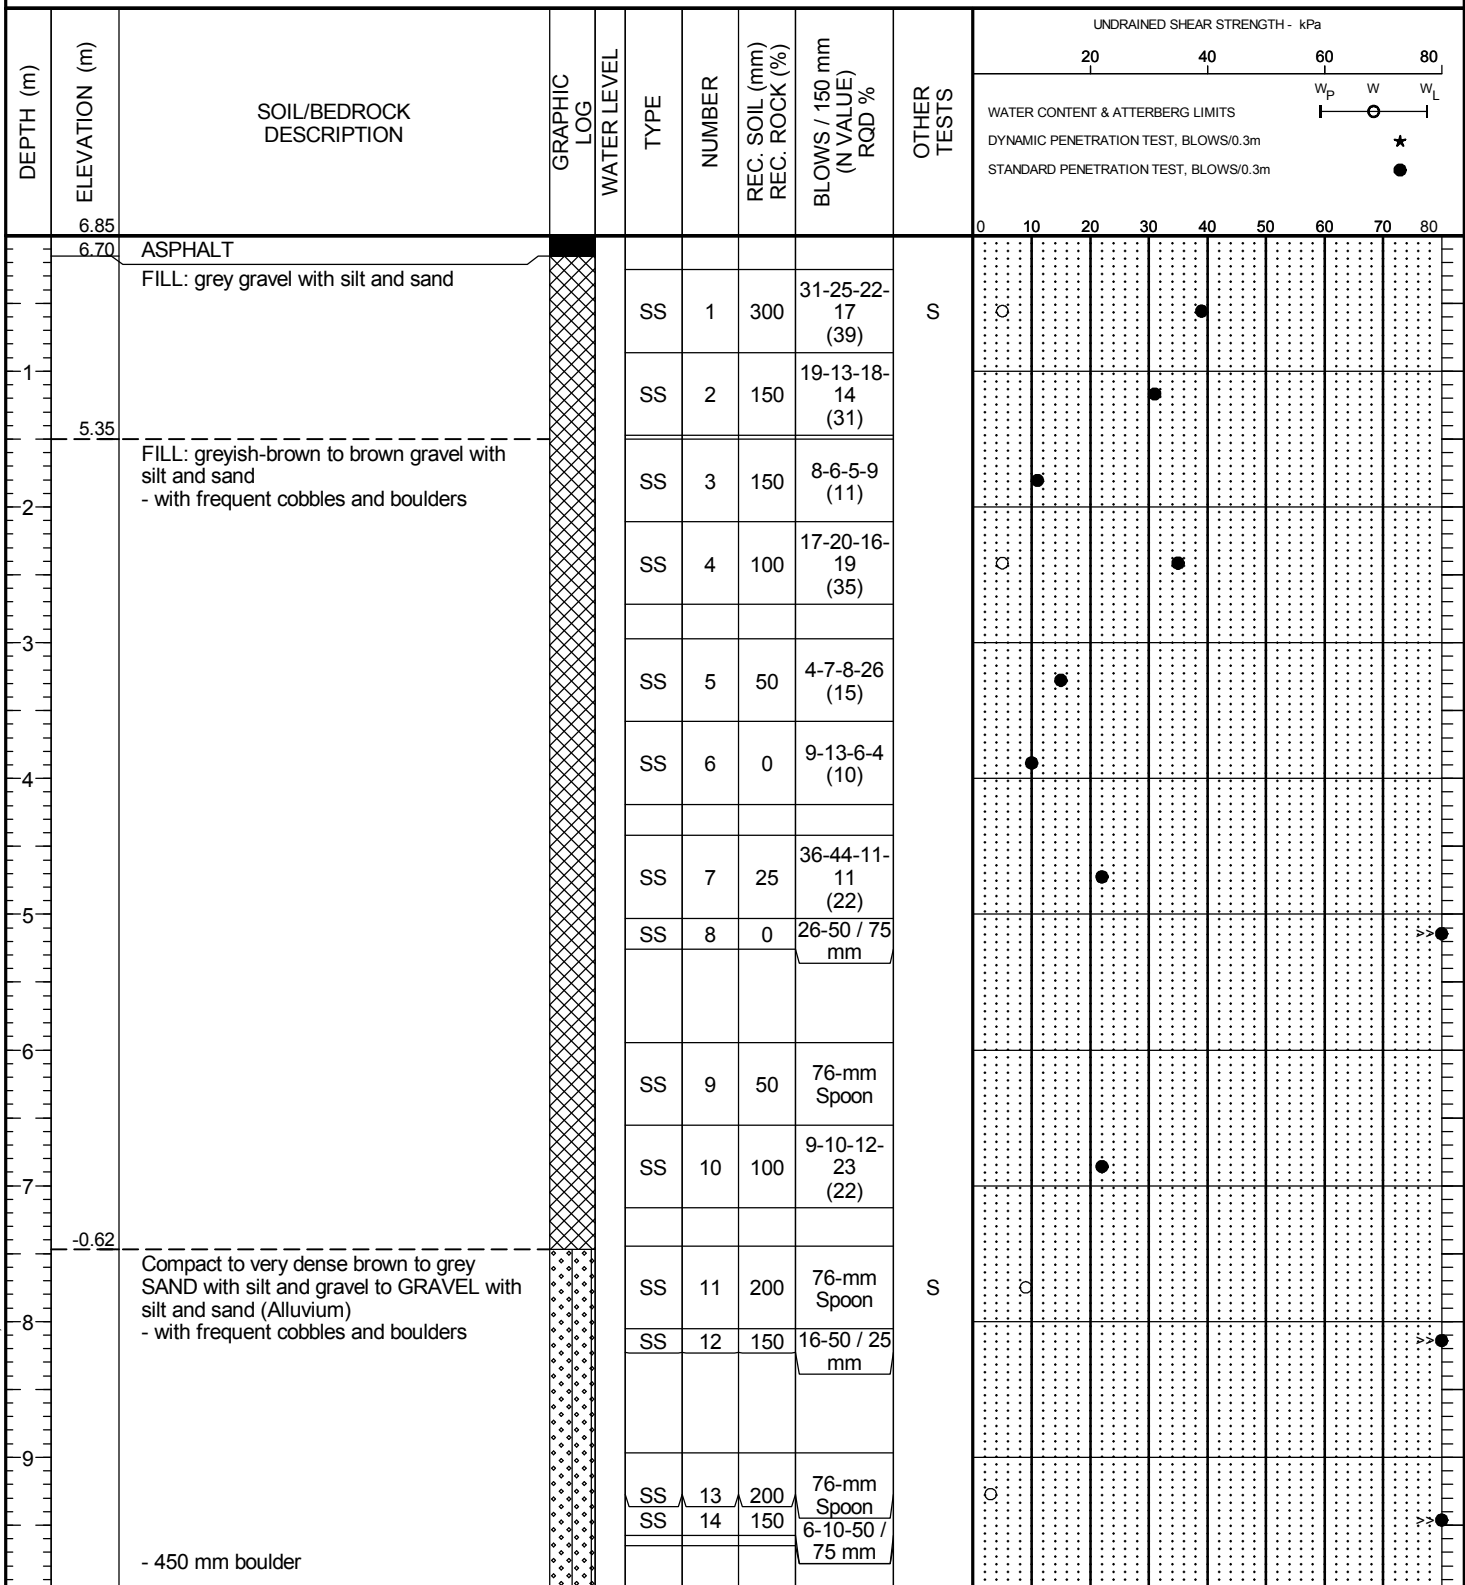 UNDRAINED SHEAR STRENGTH - kPa
20 40 60 80
DEPTH (m)
ELEVATION (m)
SOIL/BEDROCK
DESCRIPTION
GRAPHIC
LOG
WATER LEVEL
TYPE
NUMBER
REC. SOIL (mm)
REC. ROCK (%)
BLOWS / 150 mm
(N VALUE)
RQD %
OTHER
TESTS
WP W WL
WATER CONTENT & ATTERBERG LIMITS
DYNAMIC PENETRATION TEST, BLOWS/0.3m
STANDARD PENETRATION TEST, BLOWS/0.3m
6.85
0 10 20 30 40 50 60 70 80
6.70 ASPHALT
FILL: grey gravel with silt and sand
SS 1 300 31-25-22-
17
(39)
S
1
SS 2 150 19-13-18-
14
(31)
5.35
FILL: greyish-brown to brown gravel with
silt and sand
- with frequent cobbles and boulders
SS 3 150 8-6-5-9
(11)
2
SS 4 100 17-20-16-
19
(35)
3
SS 5 50 4-7-8-26
(15)
SS 6 0 9-13-6-4
(10)
4
SS 7 25 36-44-11-
11
(22)
5
SS 8 0 26-50 / 75
mm
>>
6
SS 9 50 76-mm
Spoon
SS 10 100 9-10-12-
23
(22)
7
-0.62
Compact to very dense brown to grey
SAND with silt and gravel to GRAVEL with
silt and sand (Alluvium)
- with frequent cobbles and boulders
SS 11 200 76-mm
Spoon
S
8
SS 12 150 16-50 / 25
mm
>>
9
SS 13 200 76-mm
Spoon
SS 14 150 6-10-50 /
75 mm
>>
- 450 mm boulder